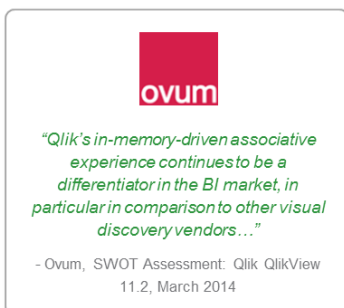 ovum
“Qlik’s in-memory-driven associative
experience continues to be a
differentiator in the BI market, in
particular in comparison to other visual
discovery vendors…”
- Ovum, SWOT Assessment: Qlik QlikView
11.2, March 2014